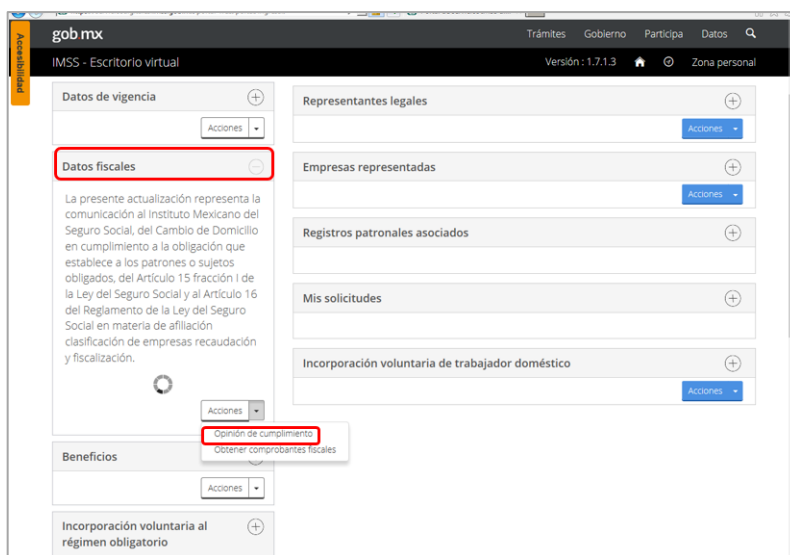 Accesibilidad
gob mx
Trámites Gobierno Participa Datos
IMSS - Escritorio virtual
Versión : 1.7.1.3 Zona personal
Datos de vigencia
Acciones
Datos fiscales
La presente actualización representa la
comunicación al Instituto Mexicano del
Seguro Social, del Cambio de Domicilio
en cumplimiento a la obligación que
establece a los patrones o sujetos
obligados, del Artículo 15 fracción I de
la Ley del Seguro Social y al Artículo 16
del Reglamento de la Ley del Seguro
Social en materia de afiliación
clasificación de empresas recaudación
y fiscalización.
Acciones
Opinión de cumplimiento
Obtener comprobantes fiscales
Beneficios
Acciones
Incorporación voluntaria al
régimen obligatorio
Representantes legales
Acciones
Empresas representadas
Acciones
Registros patronales asociados
Mis solicitudes
Incorporación voluntaria de trabajador doméstico
Acciones